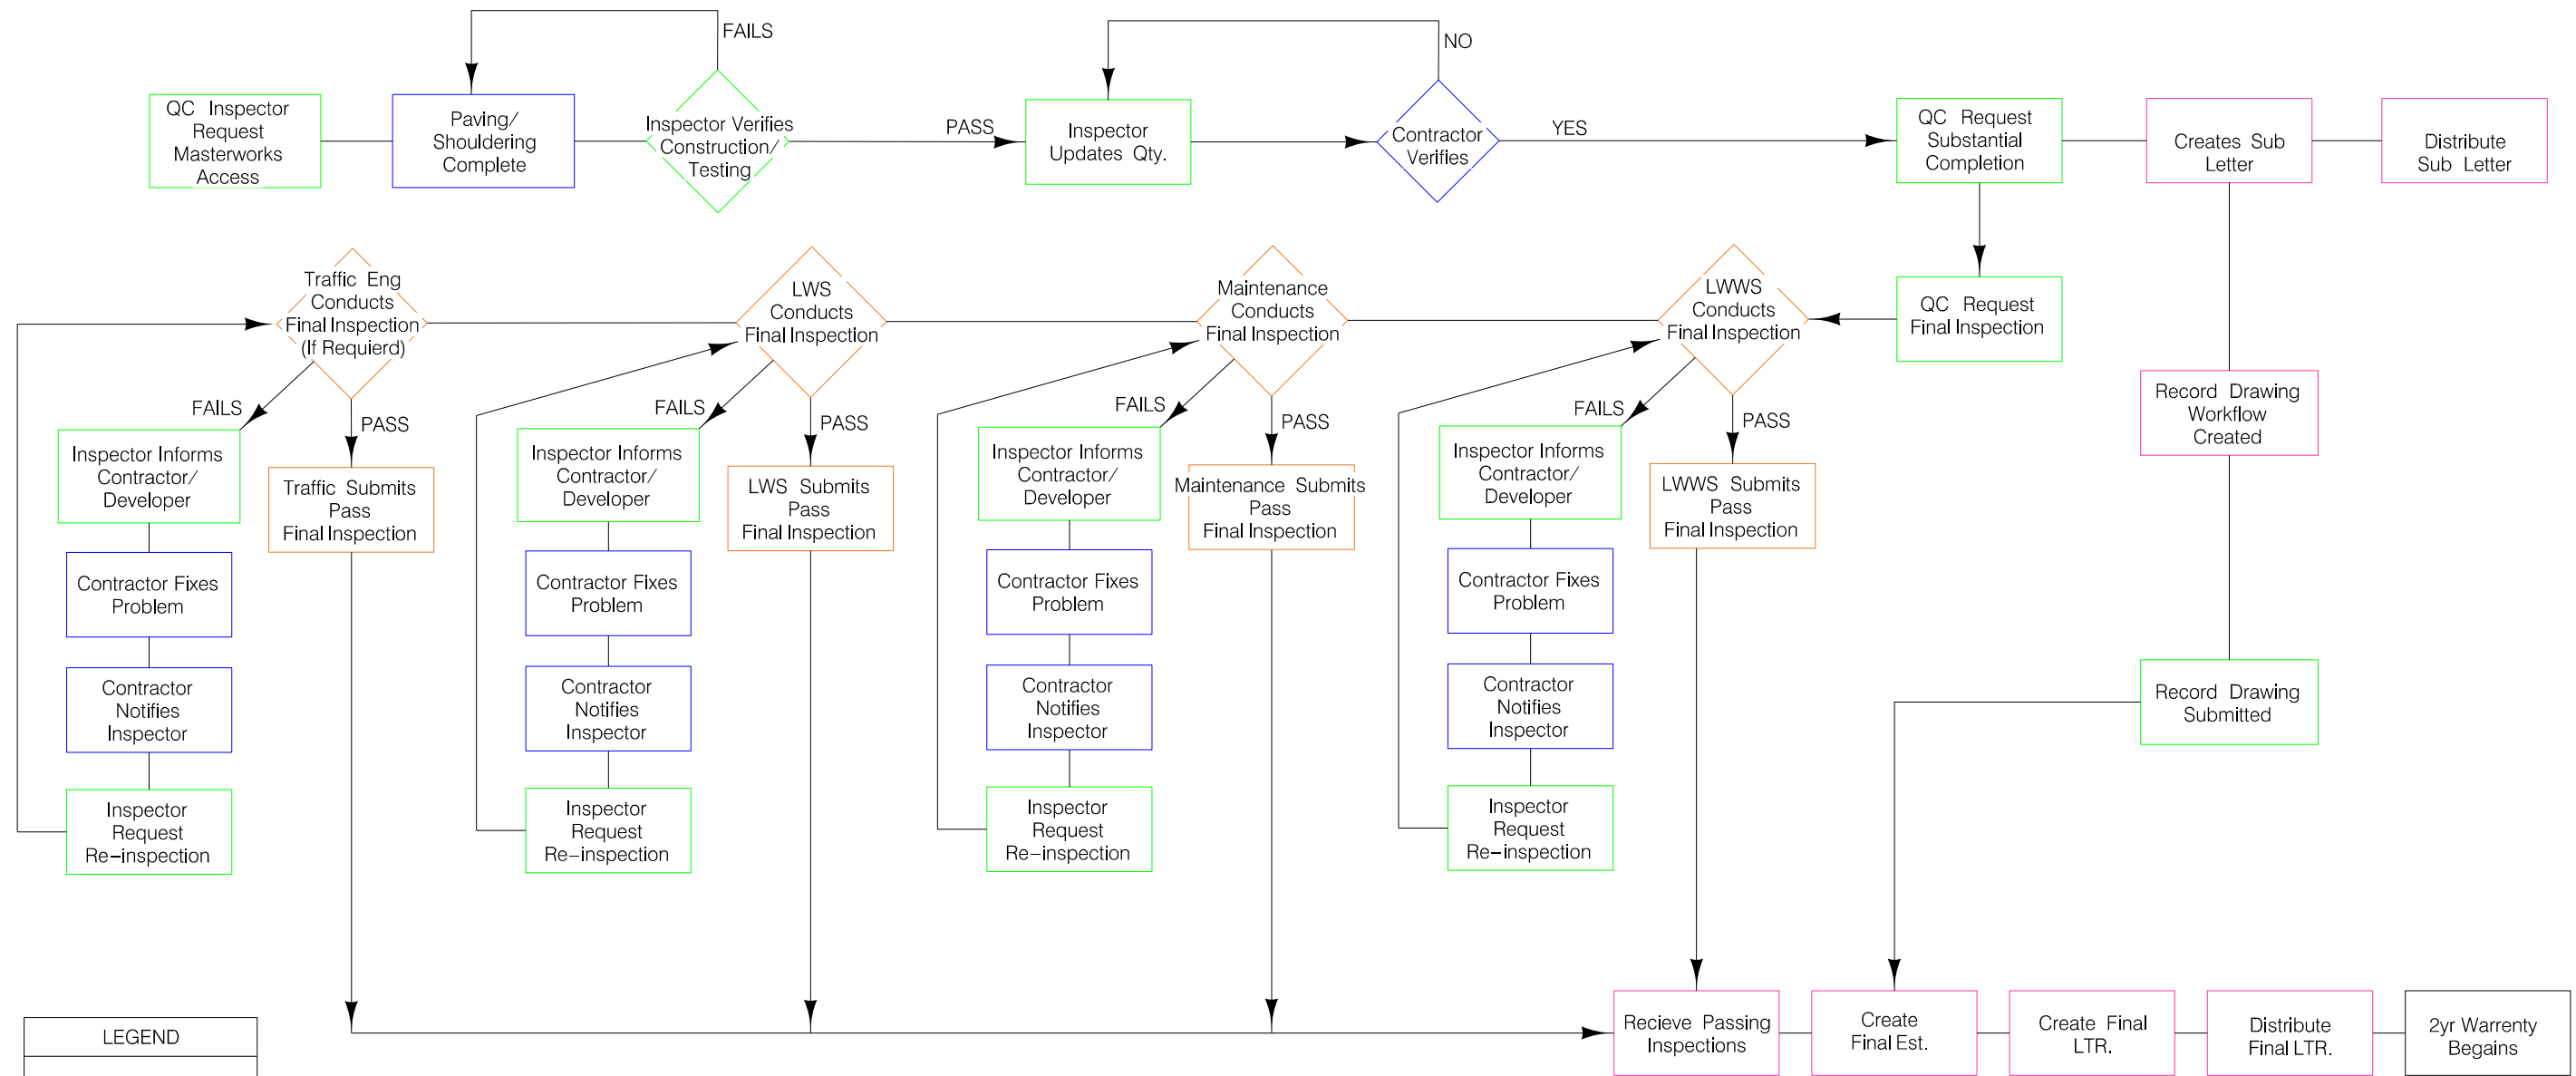 FAILS
NO
QC Inspector
Request
Masterworks
Access
Paving/
Shouldering
Complete
Inspector Verifies
Construction/
Testing
PASS
Inspector
Updates Qty.
Contractor
Verifies
YES
QC Request
Substantial
Completion
Creates Sub
Letter
Distribute
Sub Letter
Traffic Eng
Conducts
Final Inspection
(If Requierd)
LWS
Conducts
Final Inspection
Maintenance
Conducts
Final Inspection
LWWS
Conducts
Final Inspection
QC Request
Final Inspection
FAILS
PASS
FAILS
PASS
FAILS
PASS
FAILS
PASS
Record Drawing
Workflow
Created
Inspector Informs
Contractor/
Developer
Traffic Submits
Pass
Final Inspection
Inspector Informs
Contractor/
Developer
LWS Submits
Pass
Final Inspection
Inspector Informs
Contractor/
Developer
Maintenance Submits
Pass
Final Inspection
Inspector Informs
Contractor/
Developer
LWWS Submits
Pass
Final Inspection
Contractor Fixes
Problem
Contractor Fixes
Problem
Contractor Fixes
Problem
Contractor Fixes
Problem
Contractor
Notifies
Inspector
Contractor
Notifies
Inspector
Contractor
Notifies
Inspector
Contractor
Notifies
Inspector
Record Drawing
Submitted
Inspector
Request
Re-inspection
Inspector
Request
Re-inspection
Inspector
Request
Re-inspection
Inspector
Request
Re-inspection
LEGEND
Recieve Passing
Inspections
Create
Final Est.
Create Final
LTR.
Distribute
Final LTR.
2yr Warrenty
Begains